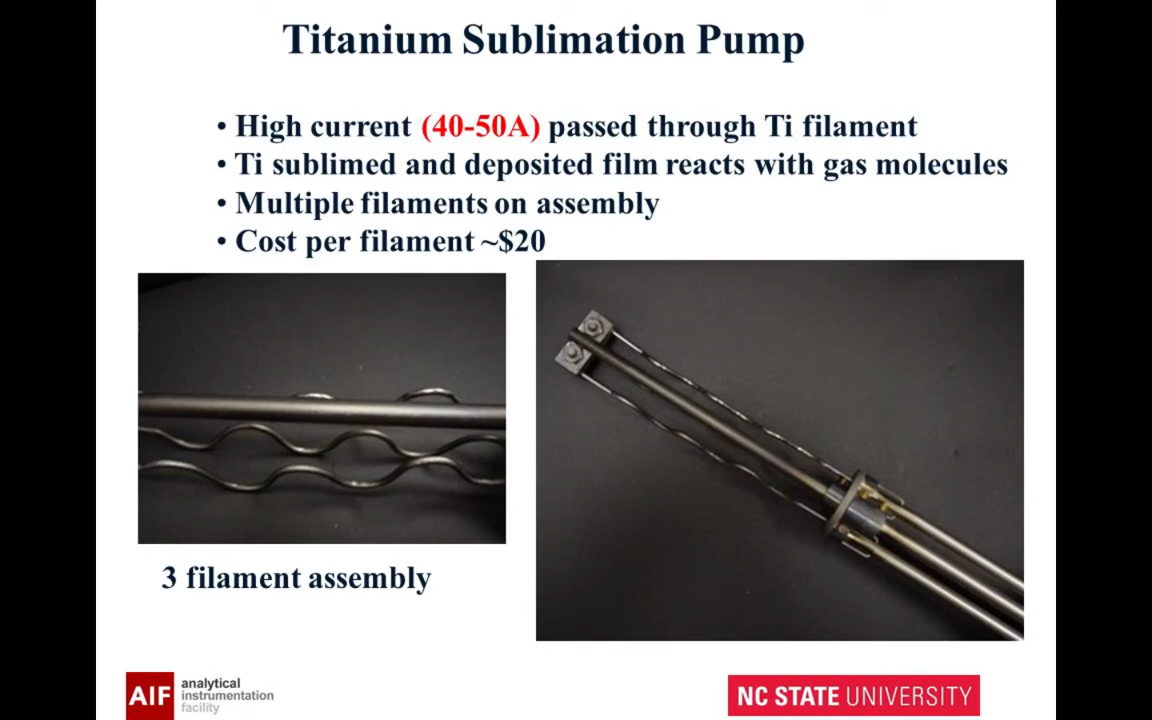 Titanium Sublimation Pump
• High current (40-50A) passed through Ti filament
• Ti sublimed and deposited film reacts with gas molecules
• Multiple filaments on assembly
• Cost per filament ~$20
3 filament assembly
AIF analytical
instrumentation
facility
NC STATE UNIVERSITY